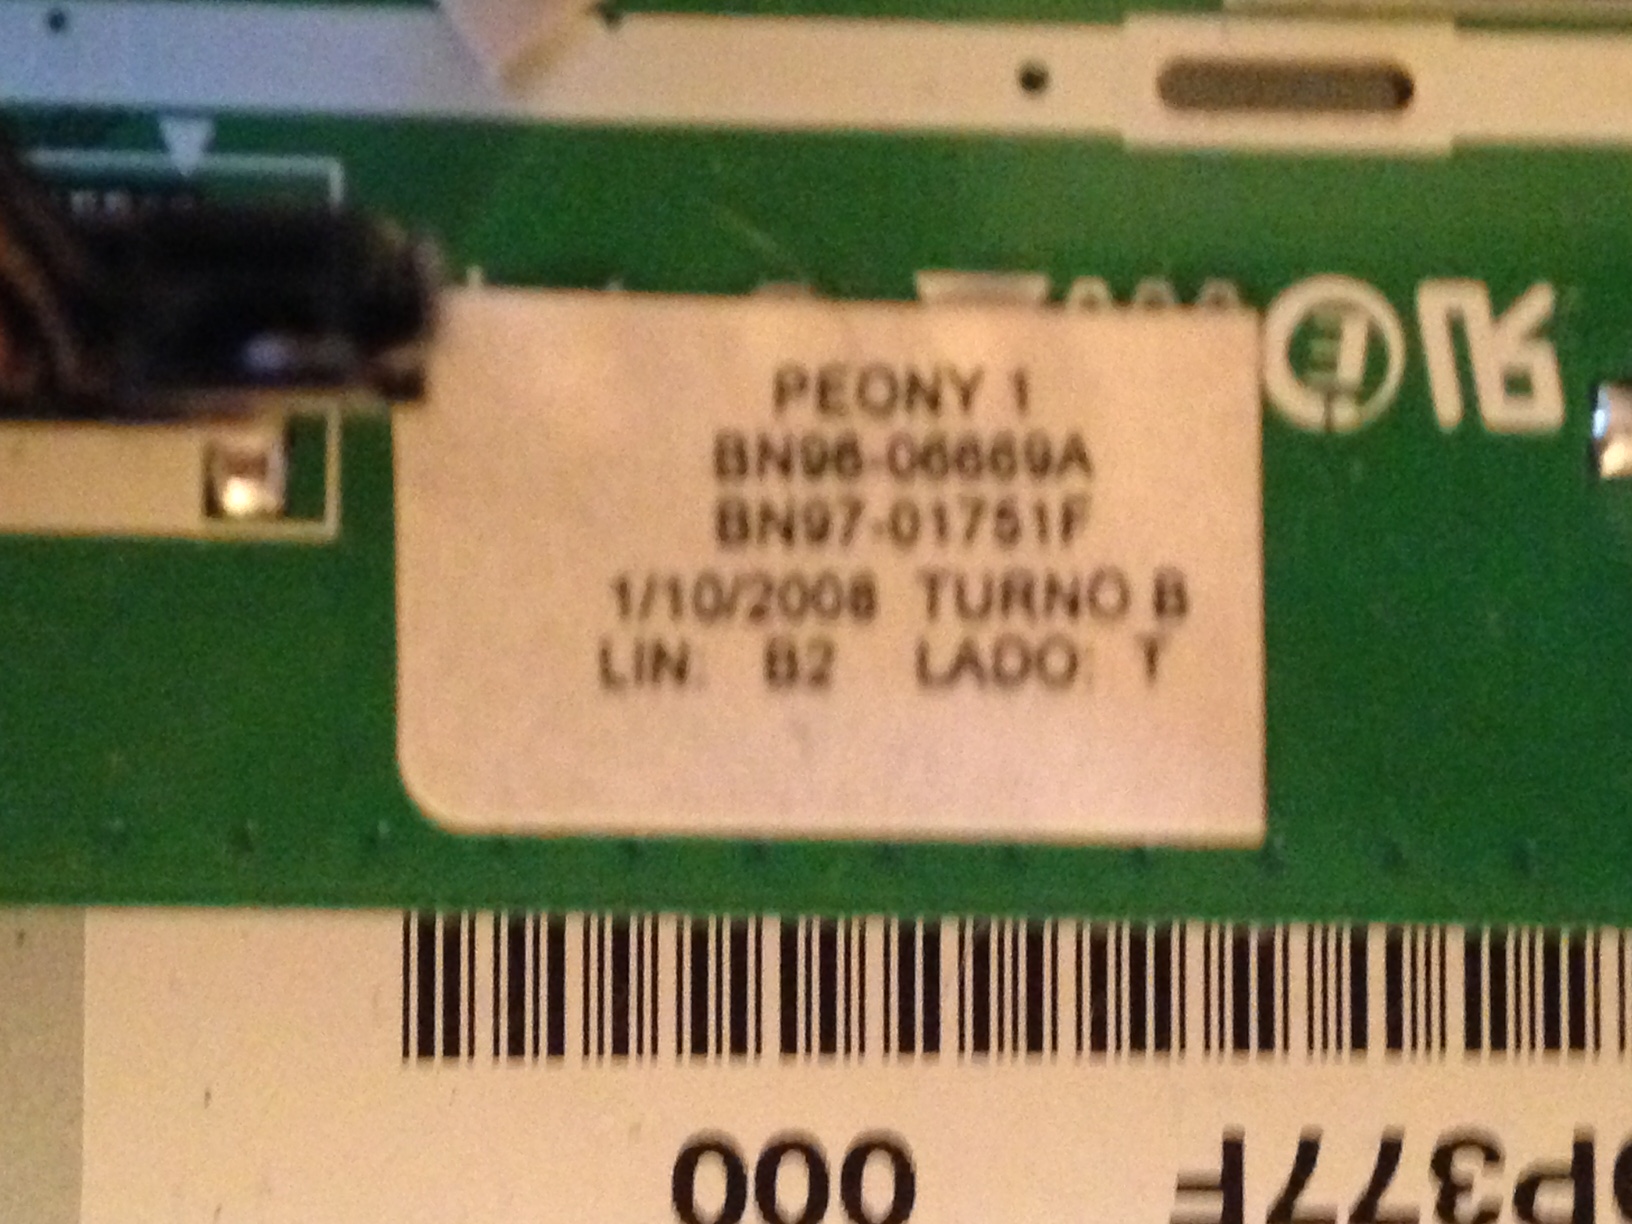 PEONY 1
BN96-06669A
BN97-01751F
1/10/2008 TURNO B
LIN: B2 LADO: T
000